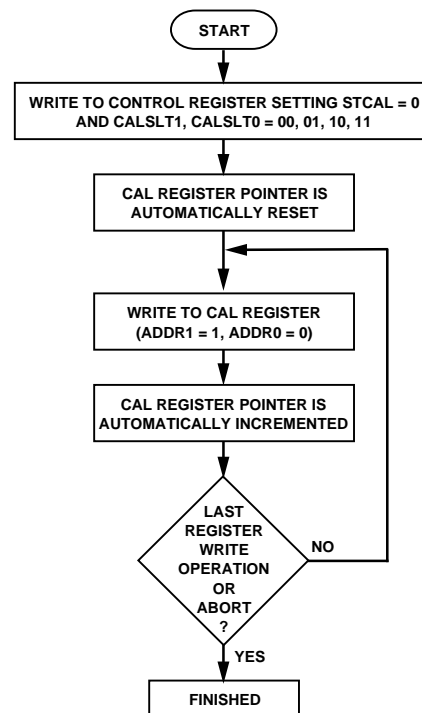 START
WRITE TO CONTROL REGISTER SETTING STCAL = 0
AND CALSLT1, CALSLT0 = 00, 01, 10, 11
CAL REGISTER POINTER IS
AUTOMATICALLY RESET
WRITE TO CAL REGISTER
(ADDR1 = 1, ADDR0 = 0)
CAL REGISTER POINTER IS
AUTOMATICALLY INCREMENTED
LAST
REGISTER
WRITE
OPERATION
OR
ABORT
?
NO
YES
FINISHED